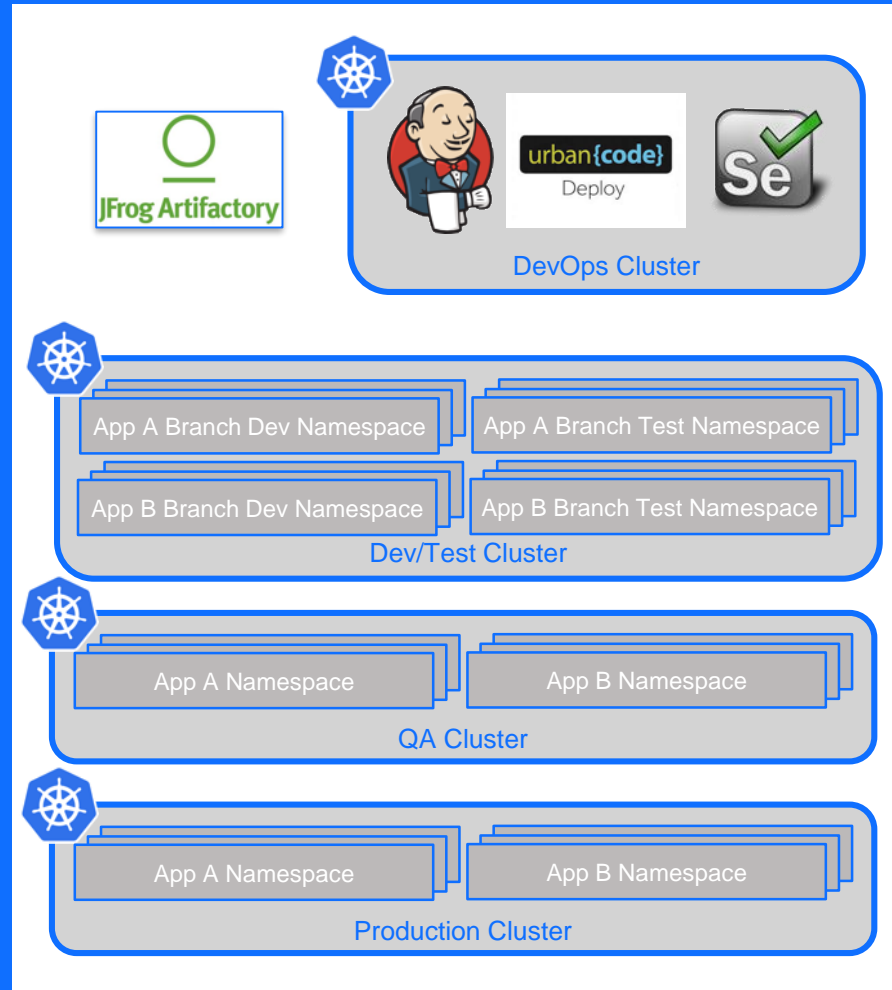 JFrog Artifactory
urban{code}
Deploy
Se
DevOps Cluster
App A Branch Dev Namespace
App A Branch Test Namespace
App B Branch Dev Namespace
App B Branch Test Namespace
Dev/Test Cluster
App A Namespace
App B Namespace
QA Cluster
App A Namespace
App B Namespace
Production Cluster